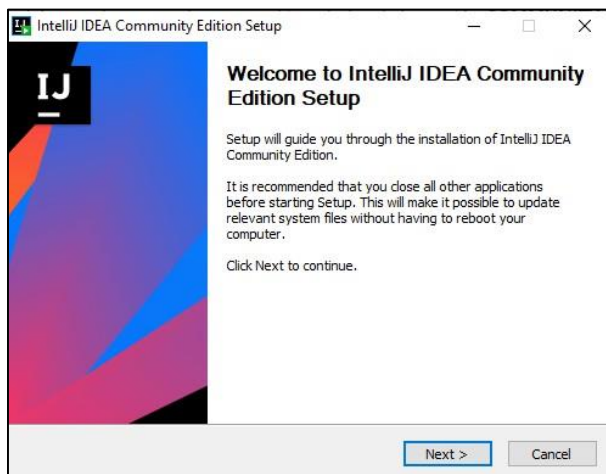 IntelliJ IDEA Community Edition Setup
IJ
Welcome to IntelliJ IDEA Community
Edition Setup
Setup will guide you through the installation of IntelliJ IDEA
Community Edition.
It is recommended that you close all other applications
before starting Setup. This will make it possible to update
relevant system files without having to reboot your
computer.
Click Next to continue.
Next >
Cancel